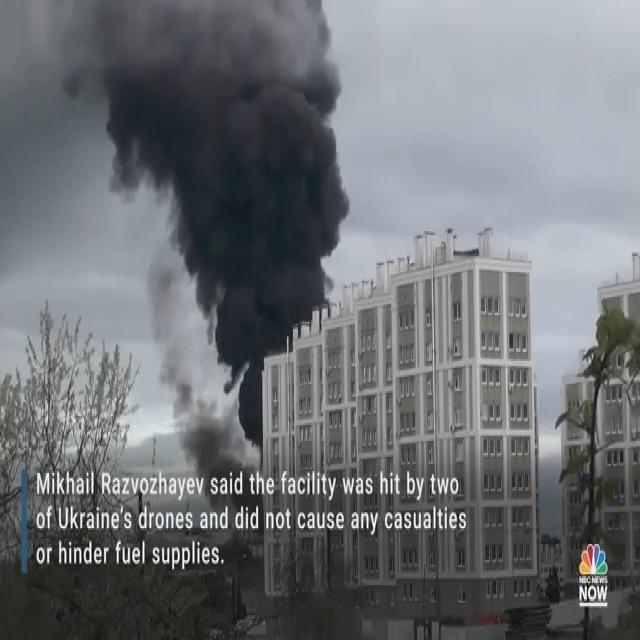 Mikhail Razvozhayev said the facility was hit by two
of Ukraine's drones and did not cause any casualties
or hinder fuel supplies.
NBC NEWS
NOW